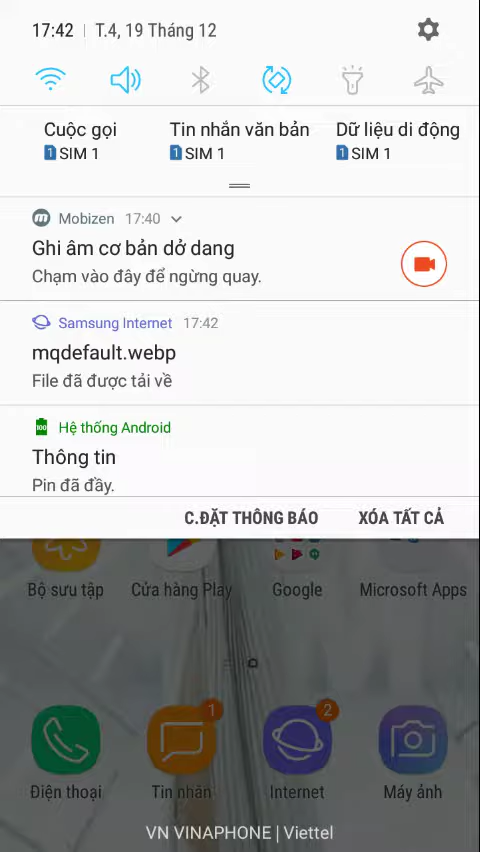 17:42 | T.4, 19 Tháng 12
Cuộc gọi Tin nhắn văn bản Dữ liệu di động
1 SIM 1 1 SIM 1 1 SIM 1
m Mobizen 17:40
Ghi âm cơ bản dở dang
Chạm vào đây để ngừng quay.
Samsung Internet 17:42
mqdefault.webp
File đã được tải về
100 Hệ thống Android
Thông tin
Pin đã đầy.
C.ĐẶT THÔNG BÁO XÓA TẤT CẢ
Bộ sưu tập Cửa hàng Play Google Microsoft Apps
1 2
Điện thoại Tin nhắn Internet Máy ảnh
VN VINAPHONE | Viettel